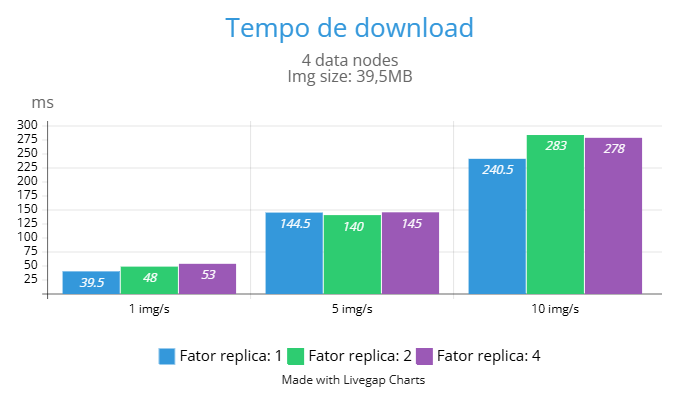 Tempo de download
4 data nodes
Img size: 39,5MB
ms
300
275
250
225
200
175
150
125
100
75
50
25
39.5
48
53
144.5
140
145
240.5
283
278
1 img/s
5 img/s
10 img/s
Fator replica: 1 Fator replica: 2 Fator replica: 4
Made with Livegap Charts